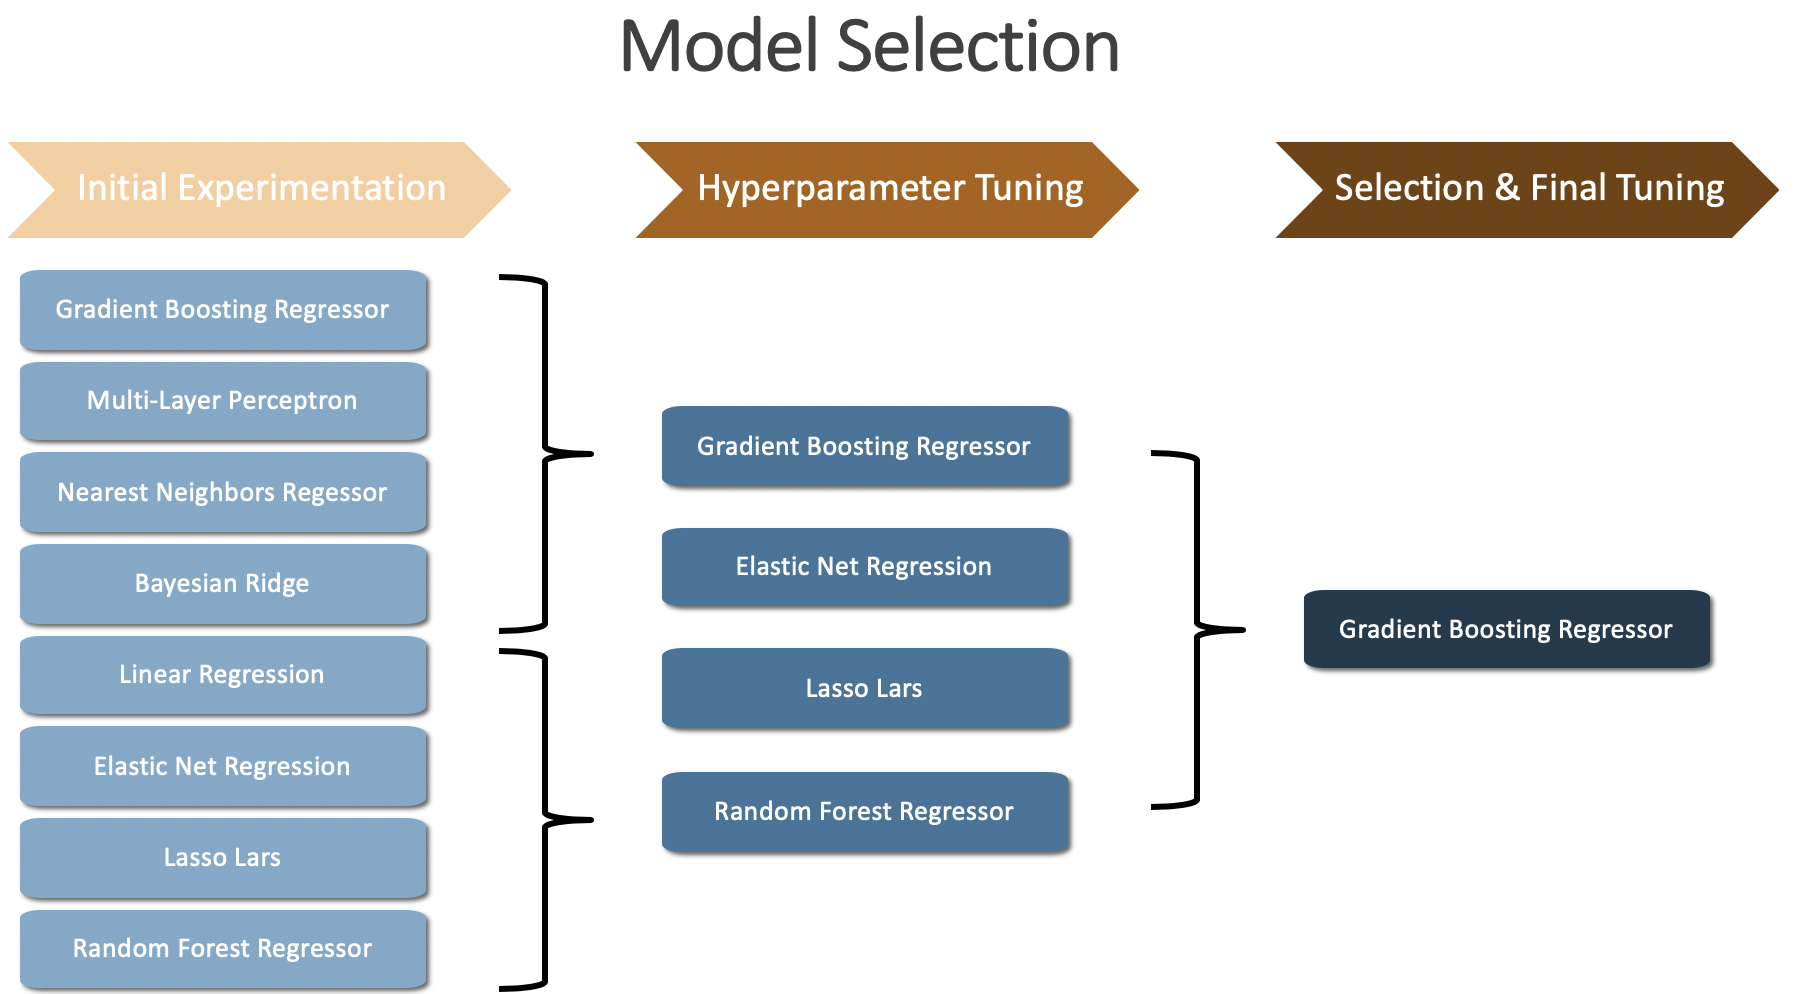 Model Selection
Initial Experimentation
Hyperparameter Tuning
Selection & Final Tuning
Gradient Boosting Regressor
Multi-Layer Perceptron
Nearest Neighbors Regessor
Bayesian Ridge
Linear Regression
Elastic Net Regression
Lasso Lars
Random Forest Regressor
Gradient Boosting Regressor
Elastic Net Regression
Lasso Lars
Random Forest Regressor
Gradient Boosting Regressor